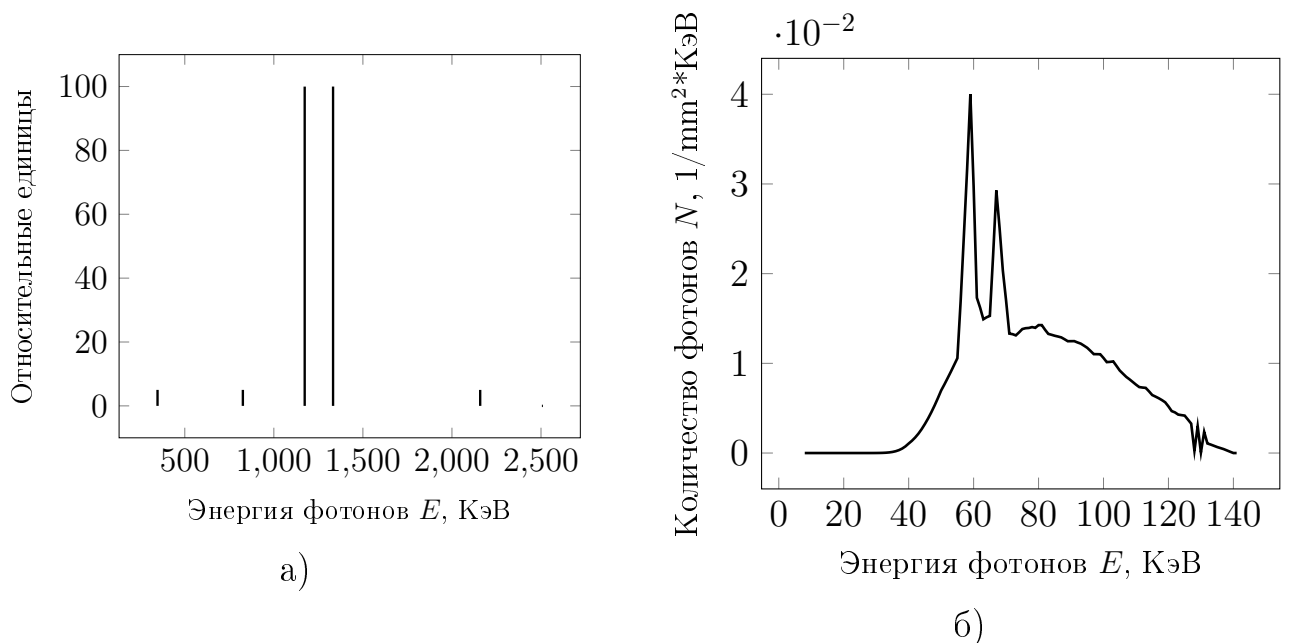 Относительные единицы
100
80
60
40
20
0
500 1,000 1,500 2,000 2,500
Энергия фотонов E, КэВ
а)
·10−2
Количество фотонов N, 1/mm2*КэВ
4
3
2
1
0
0 20 40 60 80 100 120 140
Энергия фотонов E, КэВ
б)